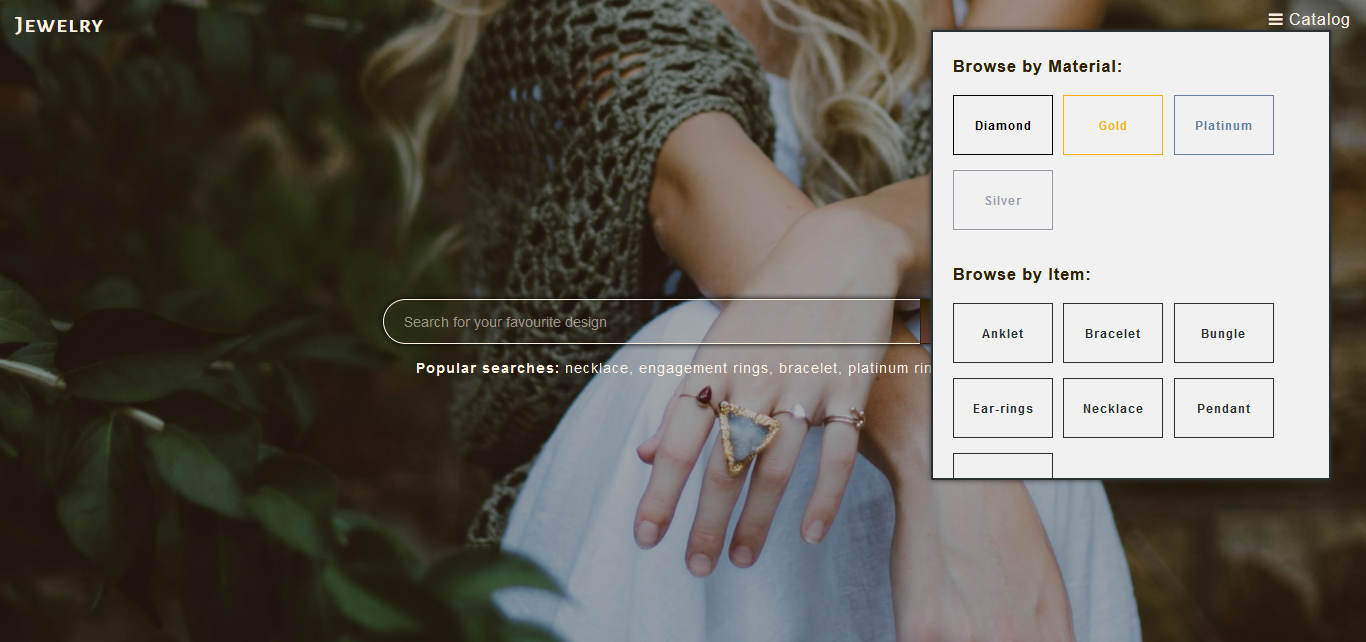 JEWELRY
Catalog
Browse by Material:
Diamond Gold Platinum
Silver
Browse by Item:
Anklet Bracelet Bungle
Ear-rings Necklace Pendant
Search for your favourite design
Popular searches: necklace, engagement rings, bracelet, platinum